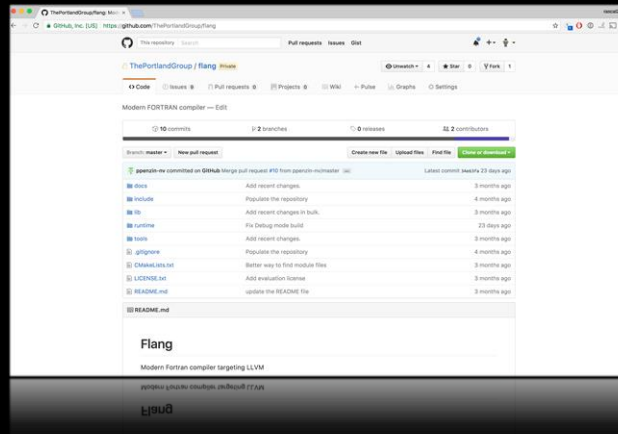 ThePortlandGroup/flang: Mod
GitHub, Inc. [US] https://github.com/ThePortlandGroup/flang
This repository Search Pull requests Issues Gist
ThePortlandGroup / flang Private
Unwatch 4 Star 0 Fork 1
Code Issues 0 Pull requests 0 Projects 0 Wiki Pulse Graphs Settings
Modern FORTRAN compiler — Edit
10 commits 2 branches 0 releases 2 contributors
Branch: master New pull request Create new file Upload files Find file Clone or download
ppenzin-nv committed on GitHub Merge pull request #10 from ppenzin-nv/master Latest commit 23 days ago
docs Add recent changes. 3 months ago
include Populate the repository 4 months ago
lib Add recent changes in bulk. 3 months ago
runtime Fix Debug mode build 23 days ago
tools Add recent changes. 3 months ago
.gitignore Populate the repository 4 months ago
CMakeLists.txt Better way to find module files 3 months ago
LICENSE.txt Add evaluation license 3 months ago
README.md update the README file 3 months ago
README.md
Flang
Modern Fortran compiler targeting LLVM